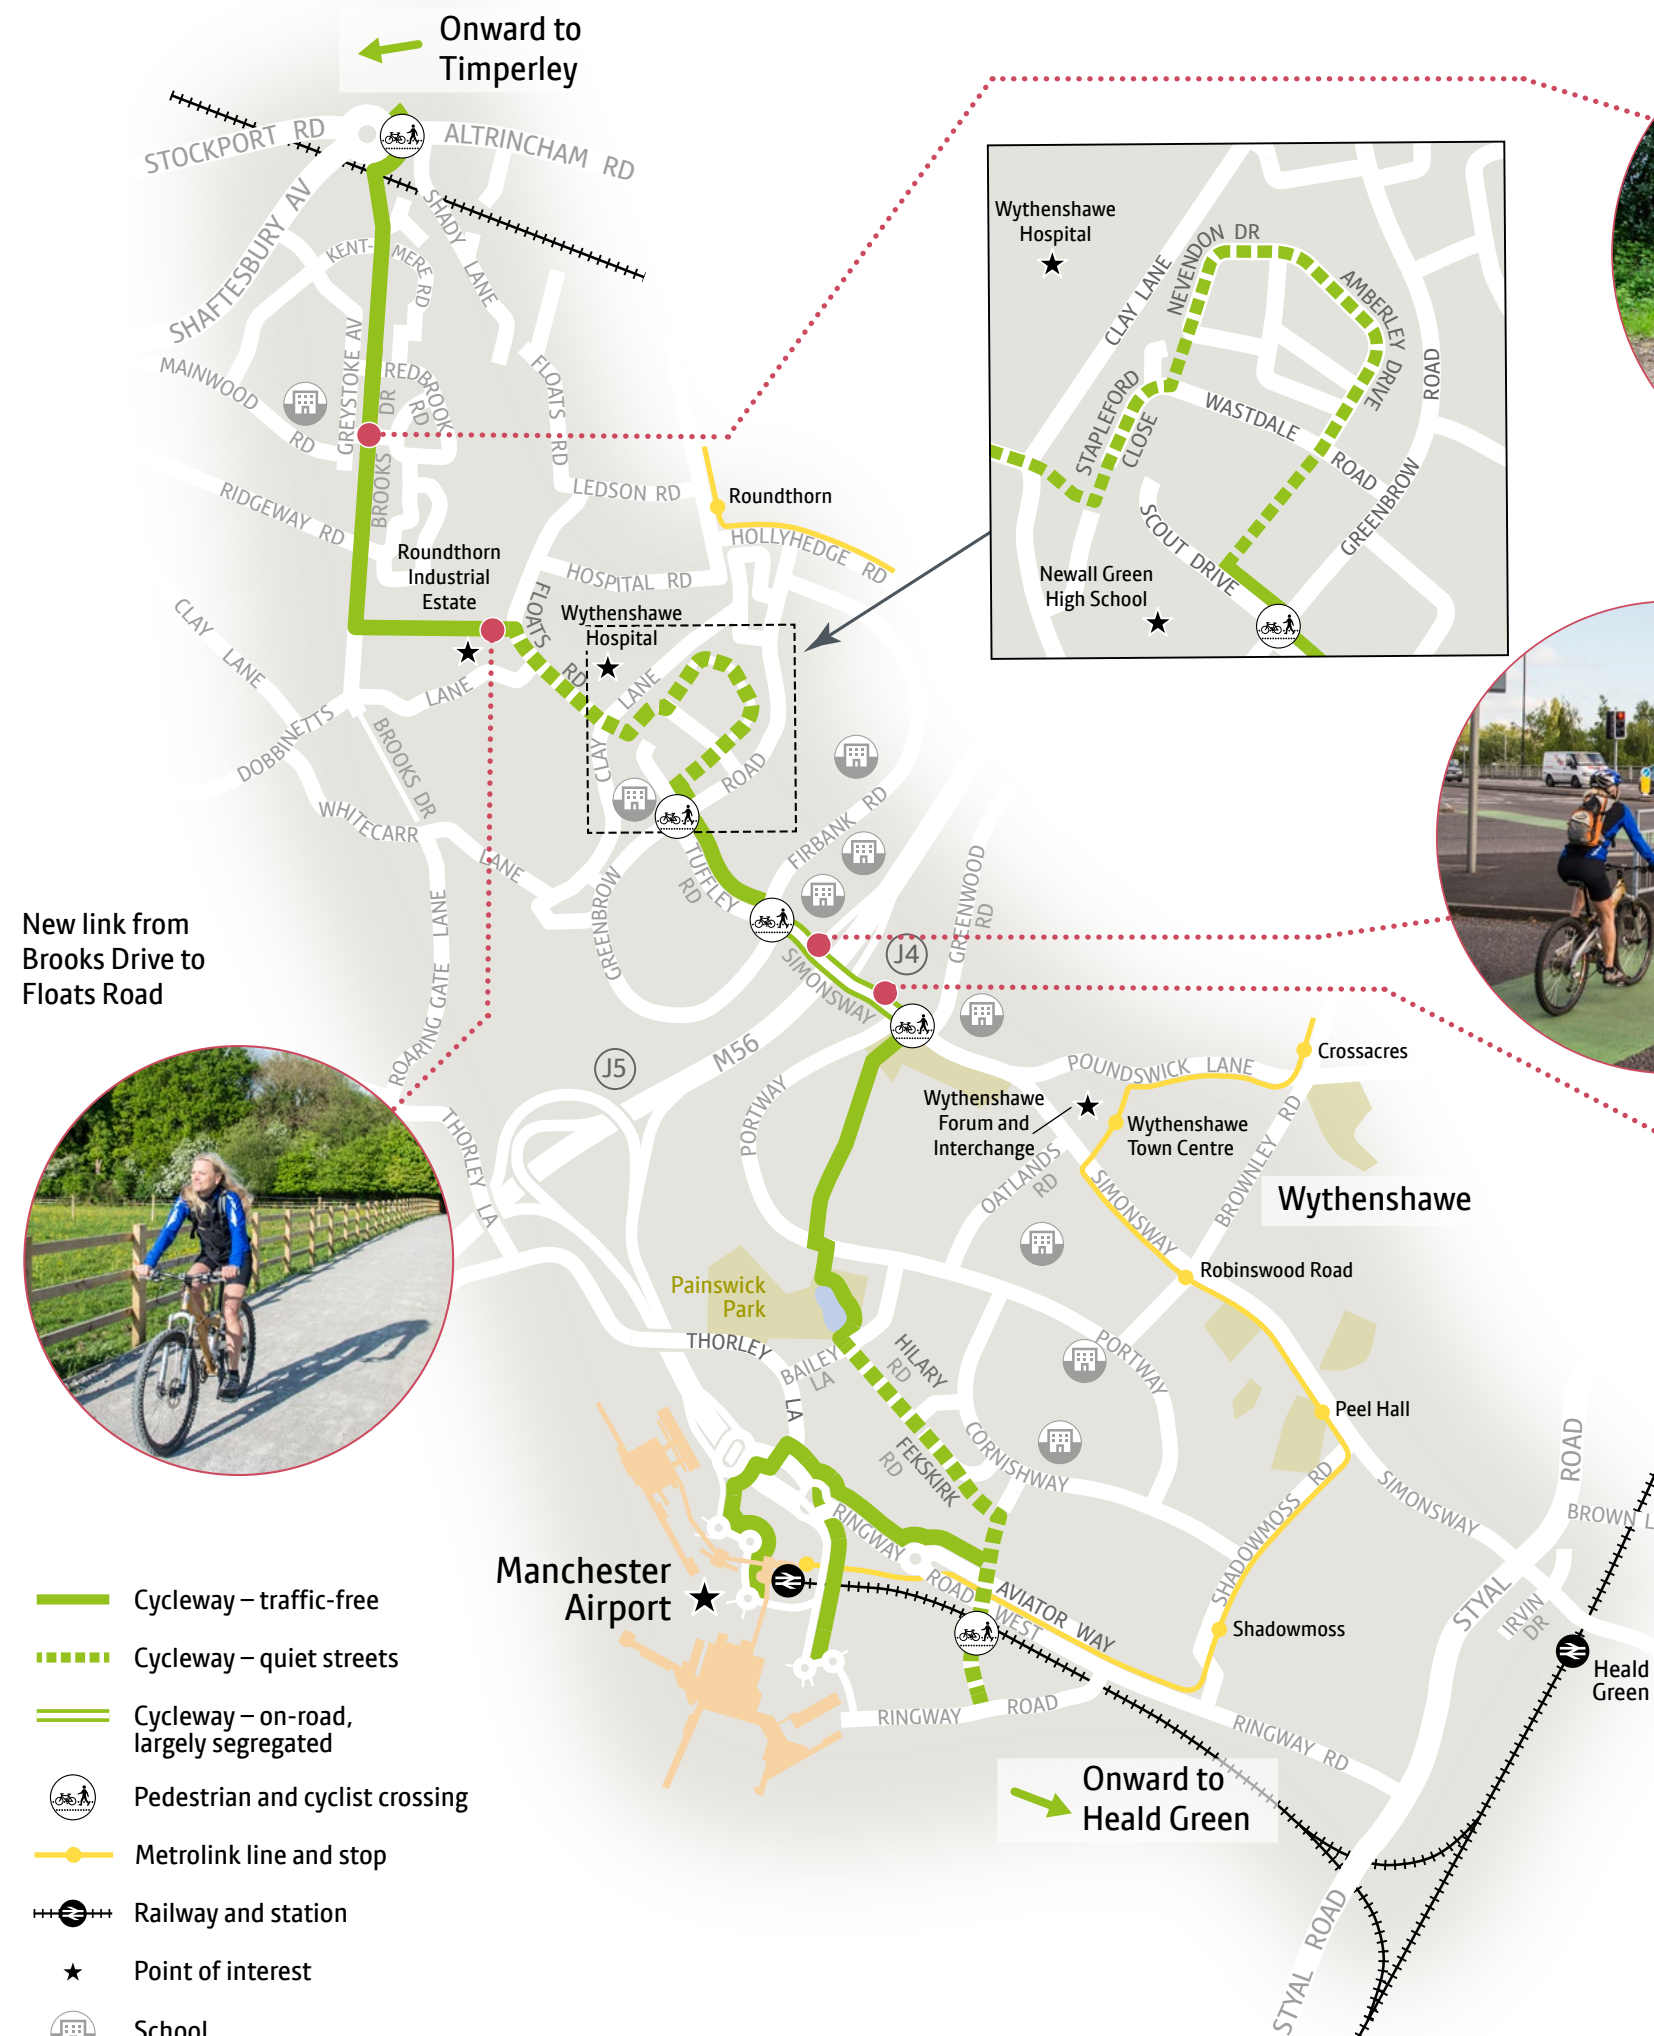 Onward to
Timperley
STOCKPORT RD
ALTRINCHAM RD
SHAFTESBURY AV
KENT-
MERE RD
SHADY LANE
MAINWOOD
RD
GREYSTOKE AV
REDBROOK
RD
BROOKS
DR
FLOATS RD
RIDGEWAY RD
LEDSON RD
Roundthorn
HOLLYHEDGE RD
Roundthorn
Industrial
Estate
HOSPITAL RD
FLOATS
RD
Wythenshawe
Hospital
CLAY
LANE
LANE
CLAY
LANE
DOBBINETTS
BROOKS DR
ROAD
WHITECARR
LANE
FIRBANK RD
TUFFLEY
RD
GREENBROW
GREENWOOD
RD
SIMONSWAY
J4
ROARING GATE LANE
M56
J5
Wythenshawe
Hospital
CLAY LANE
NEVENDON DR
AMBERLEY DRIVE
STAPLEFORD
CLOSE
WASTDALE
ROAD
ROAD
GREENBROW
SCOUT DRIVE
Newall Green
High School
New link from
Brooks Drive to
Floats Road
POUNDSWICK LANE
Crossacres
Wythenshawe
Forum and
Interchange
Wythenshawe
Town Centre
PORTWAY
OATLANDS
RD
BROWNLEY RD
SIMONSWAY
Wythenshawe
THORLEY LA
Robinswood Road
Painswick
Park
THORLEY
LA
BAILEY
LA
HILARY
RD
PORTWAY
Peel Hall
FEKSKIRK
RD
CORNISHWAY
SIMONSWAY
ROAD
STYAL
BROWN L
RINGWAY
ROAD
WEST
AVIATOR WAY
SHADOWMOSS RD
Shadowmoss
IRVIN
DR
Heald
Green
Manchester
Airport
RINGWAY ROAD
RINGWAY RD
Onward to
Heald Green
STYAL ROAD
Cycleway – traffic-free
Cycleway – quiet streets
Cycleway – on-road,
largely segregated
Pedestrian and cyclist crossing
Metrolink line and stop
Railway and station
Point of interest
School